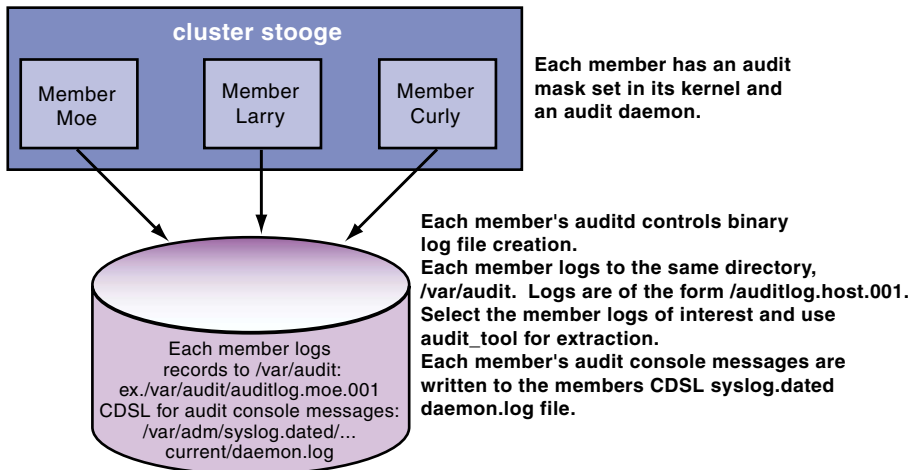 cluster stooge
Member
Moe
Member
Larry
Member
Curly
Each member has an audit
mask set in its kernel and
an audit daemon.
Each member's auditd controls binary
log file creation.
Each member logs to the same directory,
/var/audit.  Logs are of the form /auditlog.host.001.
Select the member logs of interest and use
audit_tool for extraction.
Each member's audit console messages are
written to the members CDSL syslog.dated
daemon.log file.
Each member logs
records to /var/audit:
ex./var/audit/auditlog.moe.001
CDSL for audit console messages:
/var/adm/syslog.dated/...
current/daemon.log